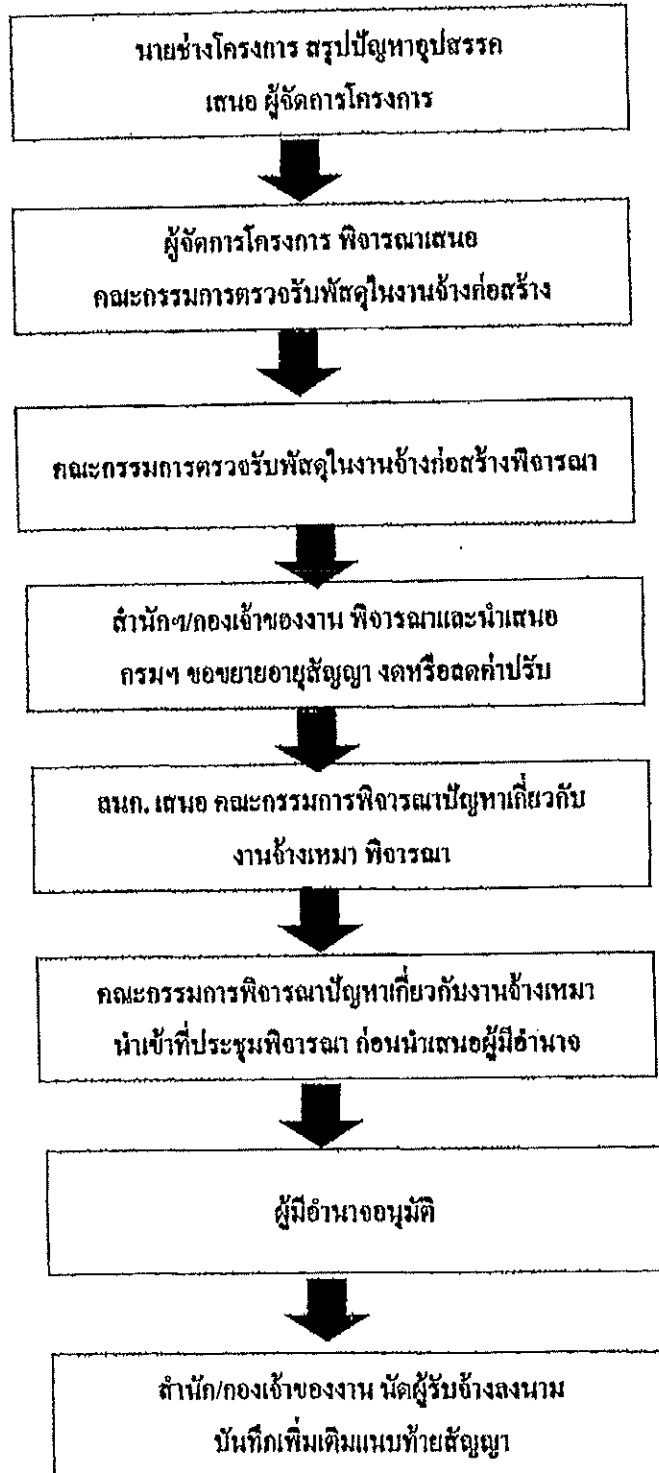 นายช่างโครงการ สรุปปัญหาอุปสรรค
เสนอ ผู้จัดการโครงการ
ผู้จัดการโครงการ พิจารณาเสนอ
คณะกรรมการตรวจรับพัสดุในงานจ้างก่อสร้าง
คณะกรรมการตรวจรับพัสดุในงานจ้างก่อสร้างพิจารณา
สำนักฯ/กองเจ้าของงาน พิจารณาและนำเสนอ
กรมฯ ขอขยายอายุสัญญา งดหรือลดค่าปรับ
สนก. เสนอ คณะกรรมการพิจารณาปัญหาเกี่ยวกับ
งานจ้างเหมา พิจารณา
คณะกรรมการพิจารณาปัญหาเกี่ยวกับงานจ้างเหมา
นำเข้าที่ประชุมพิจารณา ก่อนนำเสนอผู้มีอำนาจ
ผู้มีอำนาจอนุมัติ
สำนัก/กองเจ้าของงาน นัดผู้รับจ้างลงนาม
บันทึกเพิ่มเติมแนบท้ายสัญญา